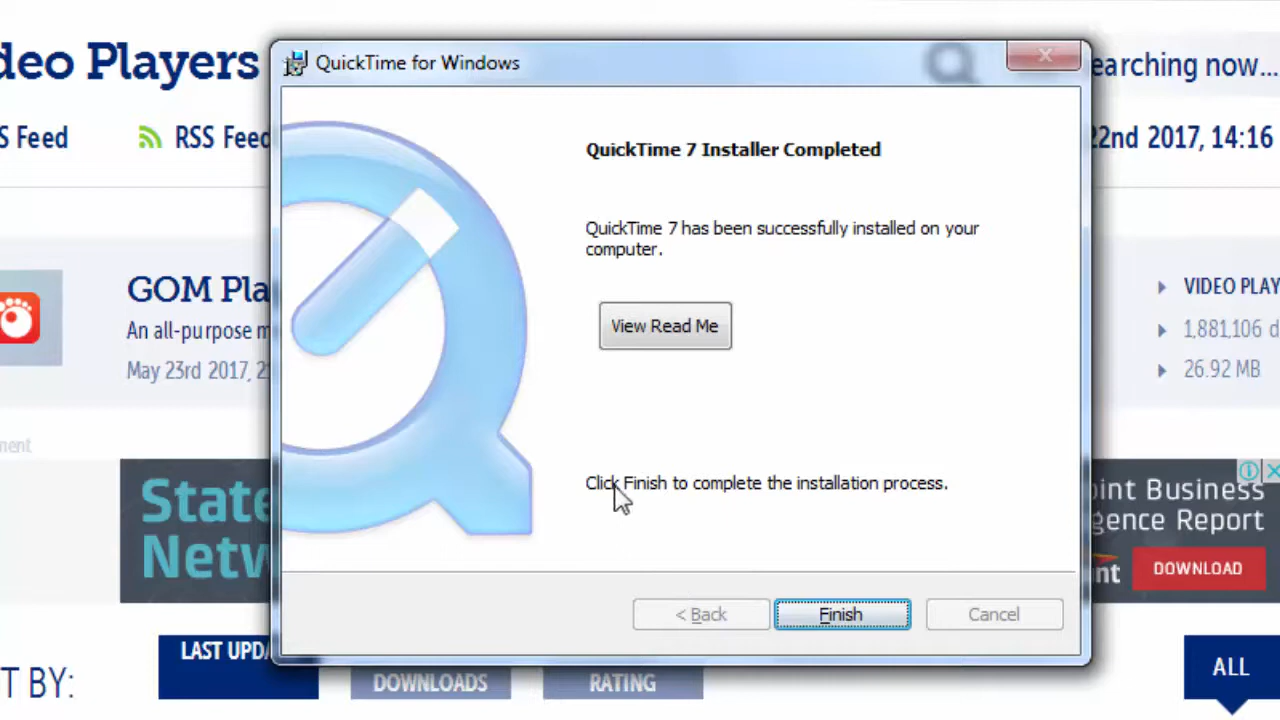 QuickTime for Windows
deo Players
earching now...
S Feed
RSS Feed
22nd 2017, 14:16
QuickTime 7 Installer Completed
QuickTime 7 has been successfully installed on your
computer.
View Read Me
GOM Pla
An all-purpose m
May 23rd 2017, 2
VIDEO PLAY
1,881,106 d
26.92 MB
ment
Click Finish to complete the installation process.
State
Netw
oint Business
gence Report
nt
DOWNLOAD
< Back
Finish
Cancel
T BY:
LAST UPDA
DOWNLOADS
RATING
ALL